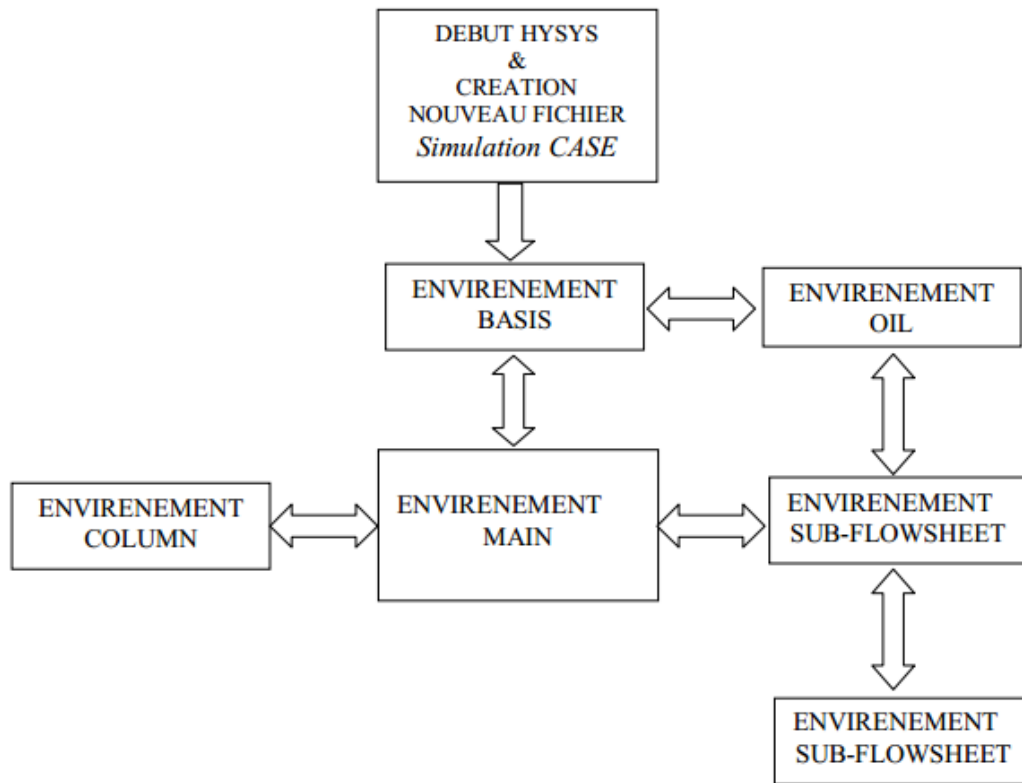 DEBUT HYSYS
&
CREATION
NOUVEAU FICHIER
Simulation CASE
ENVIRENEMENT
BASIS
ENVIRENEMENT
OIL
ENVIRENEMENT
COLUMN
ENVIRENEMENT
MAIN
ENVIRENEMENT
SUB-FLOWSHEET
ENVIRENEMENT
SUB-FLOWSHEET